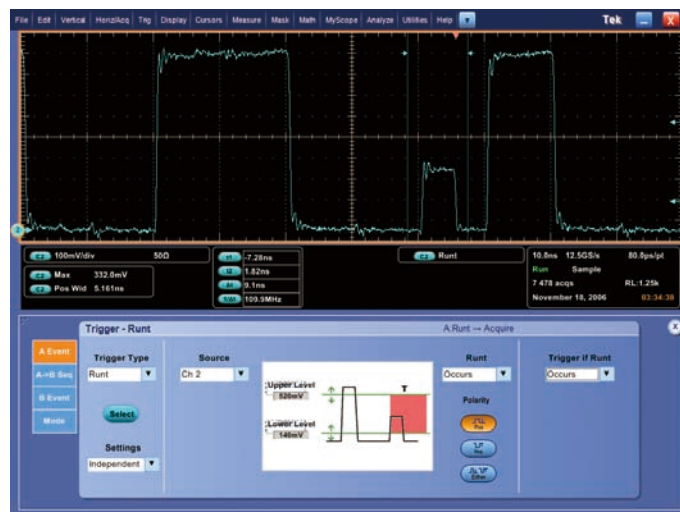 File Edit Vertical Horiz/Acq Trig Display Cursors Measure Mask Math MyScope Analyze Utilities Help Tek X
2
C2 100mV/div 50Ω
C2 Max 332.0mV
C2 Pos Wid 5.161ns
t1 -7.28ns
t2 1.82ns
Δt 9.1ns
1/Δt 109.9MHz
C2 Runt
10.0ns 12.5GS/s 80.0ps/pt
Run Sample
7 478 acqs RL:1.25k
November 18, 2006 03:34:38
Trigger - Runt A:Runt → Acquire X
A Event
A->B Seq
B Event
Mode
Trigger Type
Runt
Select
Settings
Independent
Source
Ch 2
Upper Level
520mV
Lower Level
140mV
T
Runt
Occurs
Polarity
Pos
Neg
Either
Trigger if Runt
Occurs